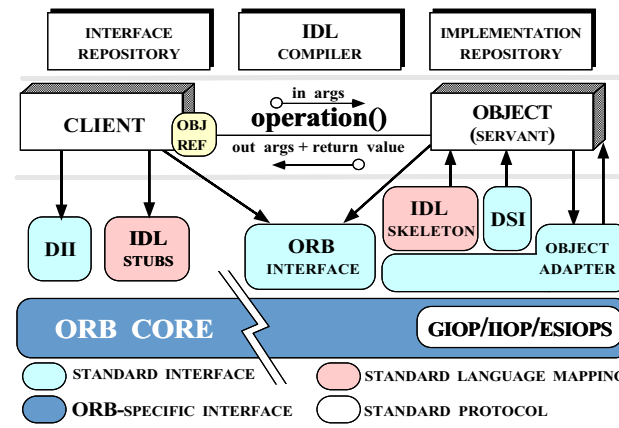 INTERFACE
REPOSITORY
IDL
COMPILER
IMPLEMENTATION
REPOSITORY
in args
operation()
out args + return value
CLIENT
OBJ
REF
OBJECT
(SERVANT)
DII
IDL
STUBS
ORB
INTERFACE
IDL
SKELETON
DSI
OBJECT
ADAPTER
ORB CORE
GIOP/IIOP/ESIOPS
STANDARD INTERFACE
STANDARD LANGUAGE MAPPING
ORB-SPECIFIC INTERFACE
STANDARD PROTOCOL